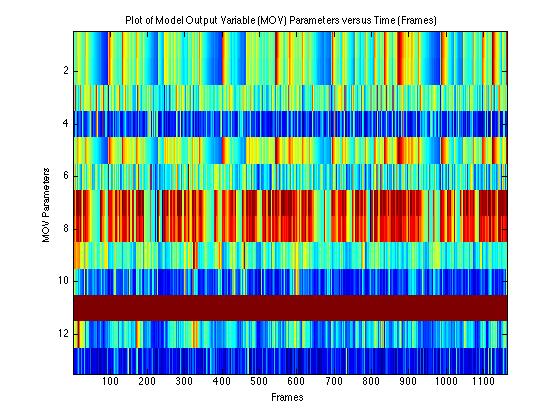 Plot of Model Output Variable (MOV) Parameters versus Time (Frames)
2
4
6
8
10
12
MOV Parameters
100 200 300 400 500 600 700 800 900 1000 1100
Frames